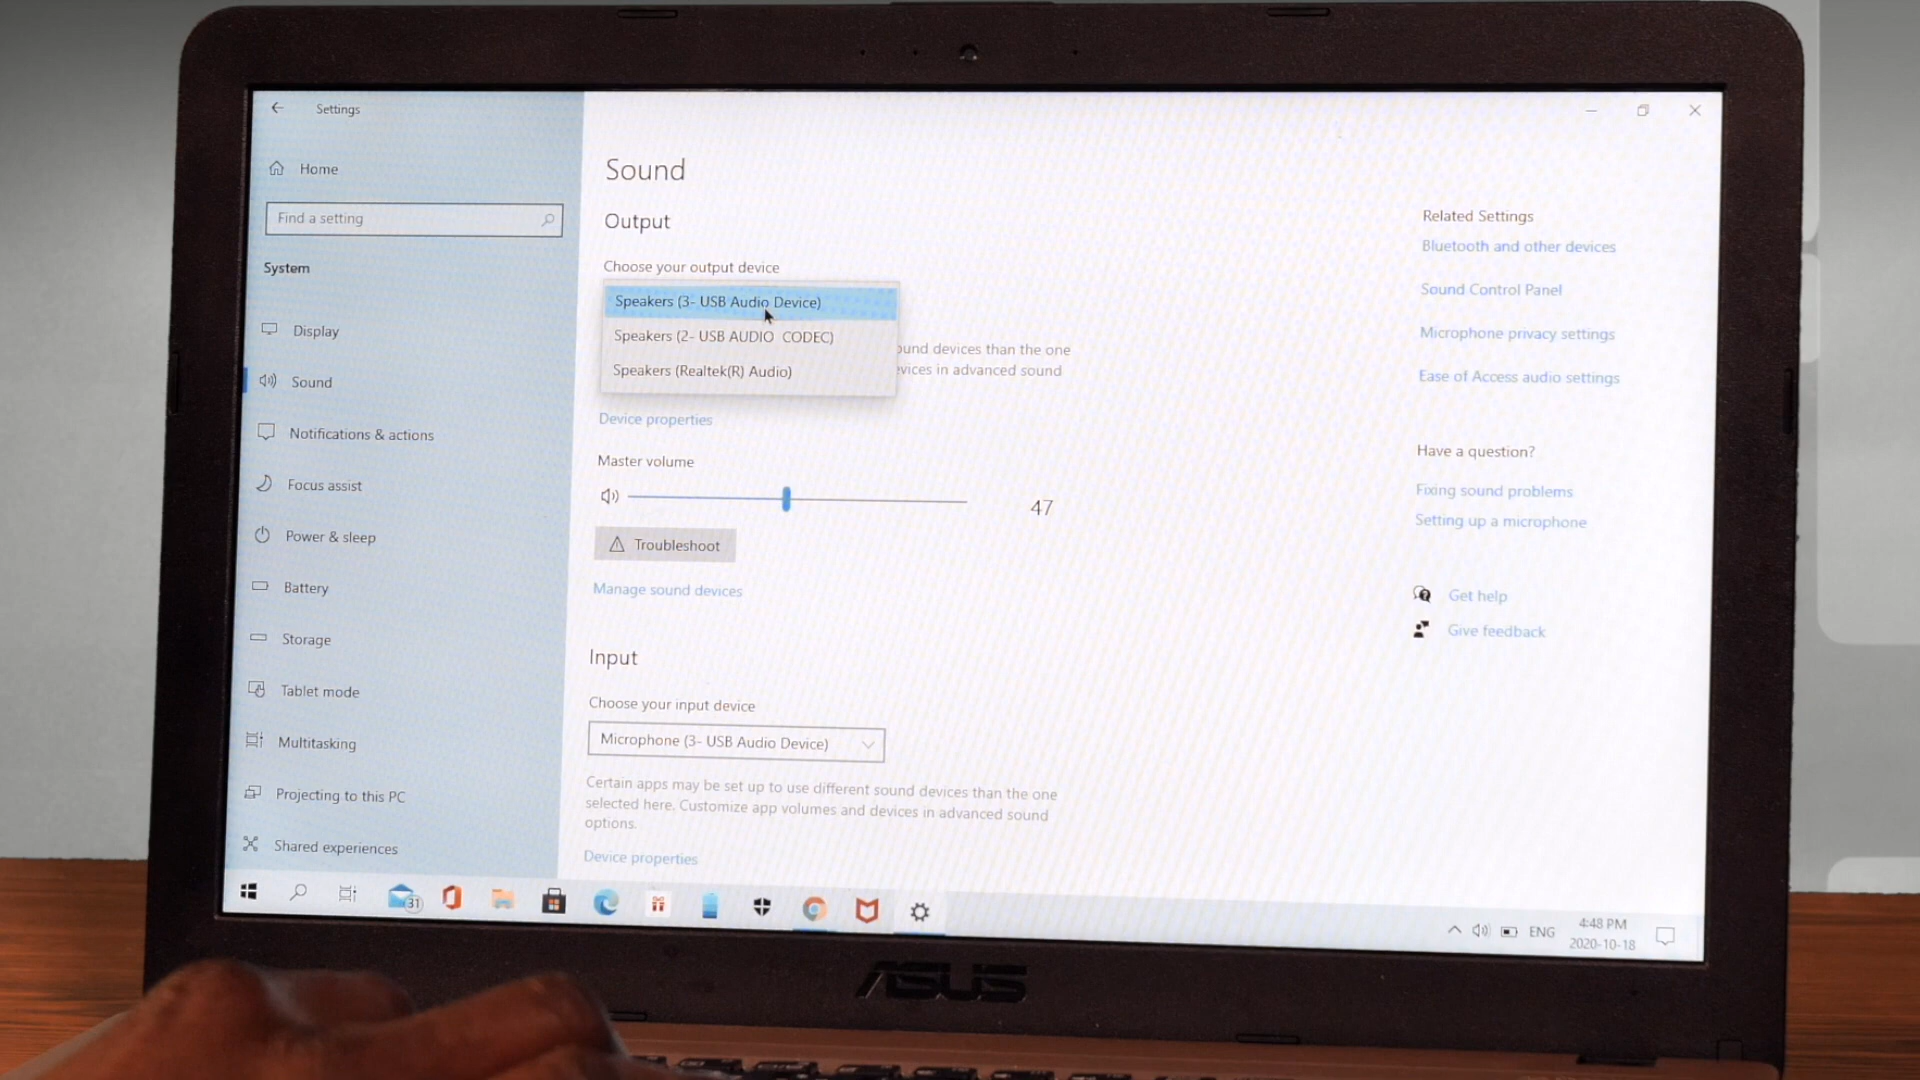 Settings
Home
Find a setting
System
Display
Sound
Notifications & actions
Focus assist
Power & sleep
Battery
Storage
Tablet mode
Multitasking
Projecting to this PC
Shared experiences
Sound
Output
Choose your output device
Speakers (3- USB Audio Device)
Speakers (2- USB AUDIO CODEC)
Speakers (Realtek(R) Audio)
sound devices than the one
devices in advanced sound
Device properties
Master volume
47
Troubleshoot
Manage sound devices
Input
Choose your input device
Microphone (3- USB Audio Device)
Certain apps may be set up to use different sound devices than the one
selected here. Customize app volumes and devices in advanced sound
options.
Device properties
Related Settings
Bluetooth and other devices
Sound Control Panel
Microphone privacy settings
Ease of Access audio settings
Have a question?
Fixing sound problems
Setting up a microphone
Get help
Give feedback
31
ENG
4:48 PM
2020-10-18
ASUS